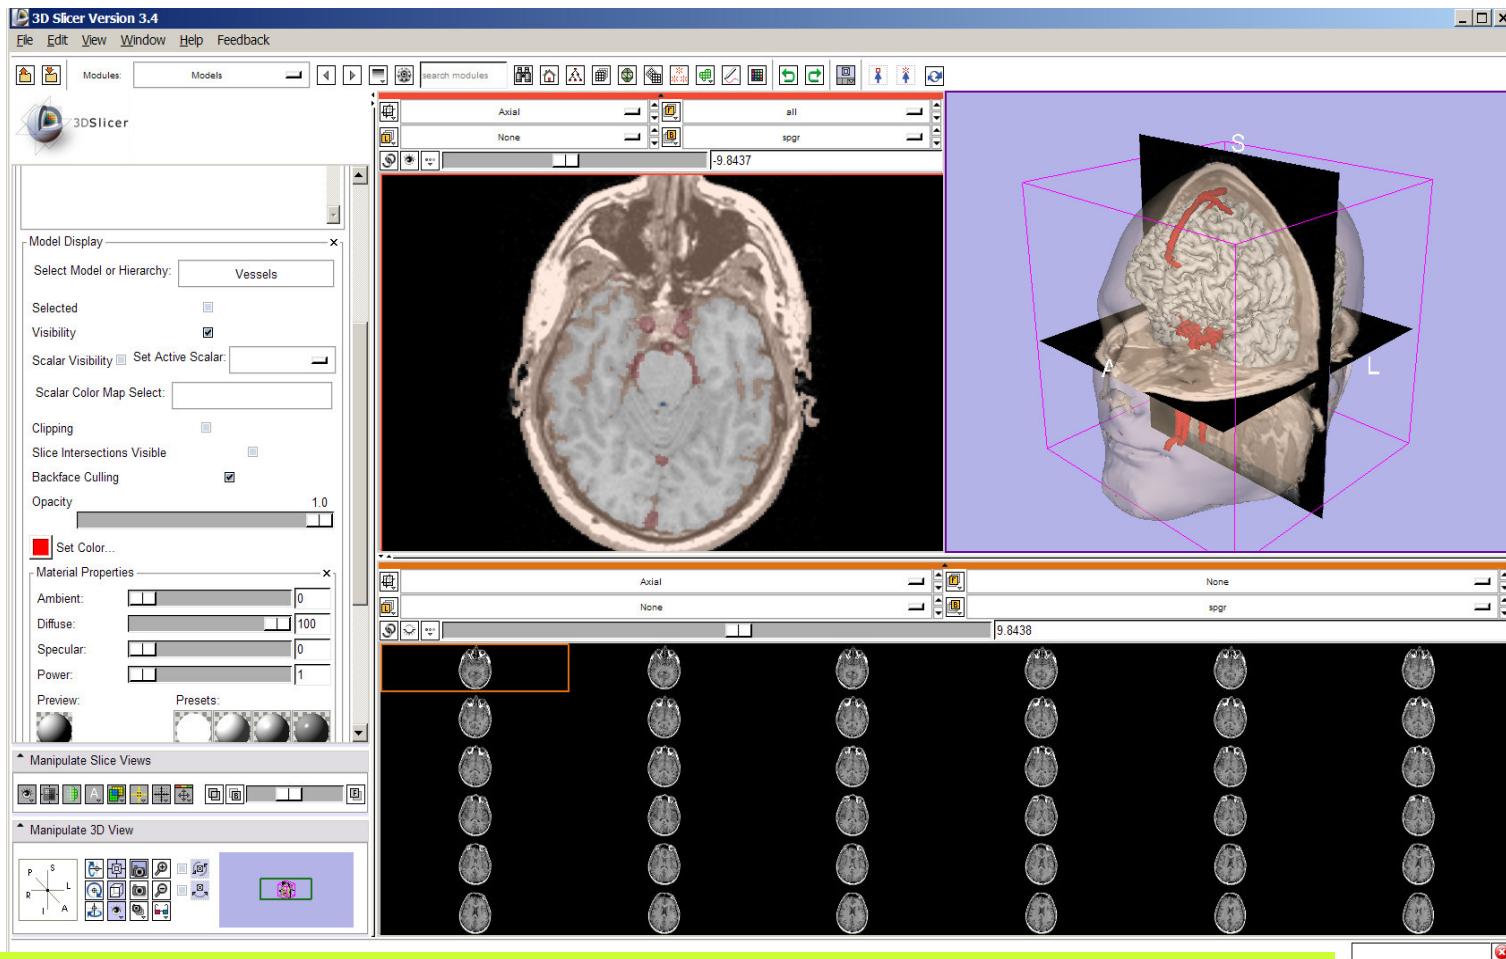 3D Slicer Version 3.4
File Edit View Window Help Feedback
Modules: Models search modules
3DSlicer
Axial all
None spgr
-9.8437
S
A
L
Model Display
Select Model or Hierarchy: Vessels
Selected
Visibility
Scalar Visibility Set Active Scalar:
Scalar Color Map Select:
Clipping
Slice Intersections Visible
Backface Culling
Opacity 1.0
Set Color...
Material Properties
Ambient: 0
Diffuse: 100
Specular: 0
Power: 1
Preview: Presets:
Axial None
None spgr
9.8438
Manipulate Slice Views
Manipulate 3D View
P S
R L
I A